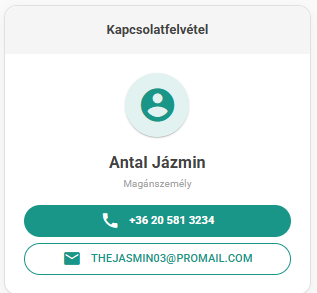 Kapcsolatfelvétel
Antal Jázmin
Magánszemély
+36 20 581 3234
THEJASMIN03@PROMAIL.COM